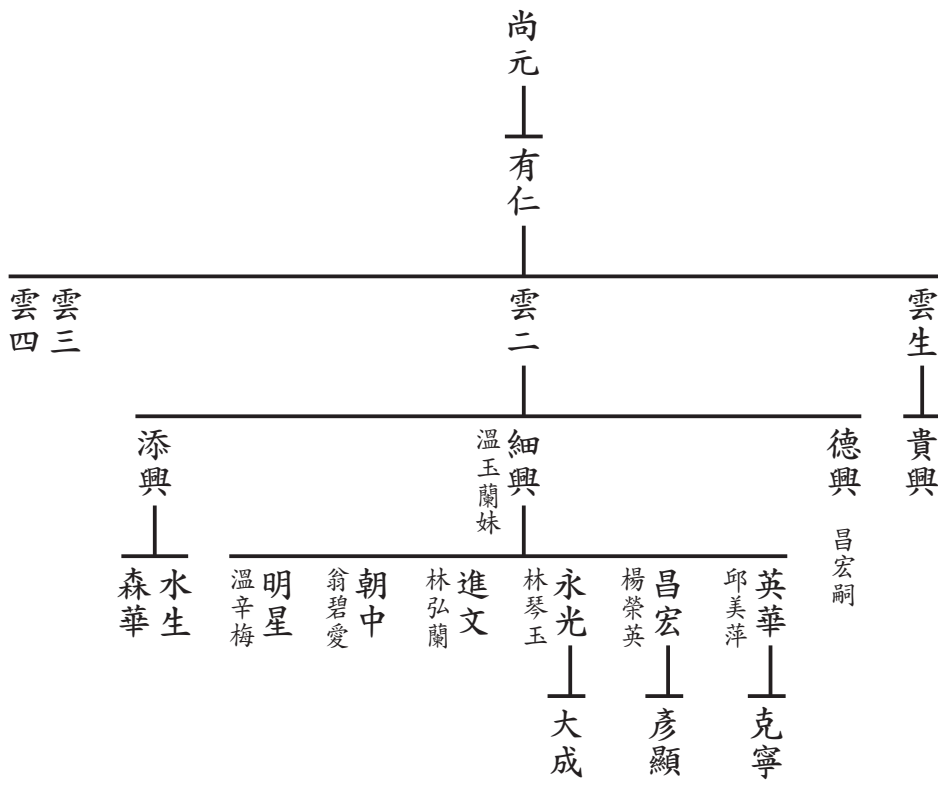 尚元
有仁
雲生
雲二
雲三
雲四
貴興
德興
昌宏嗣
細興
溫玉蘭妹
添興
英華
邱美萍
昌宏
楊榮英
永光
林琴玉
進文
林弘蘭
朝中
翁碧愛
明星
溫辛梅
水生
森華
克寧
彥顯
大成